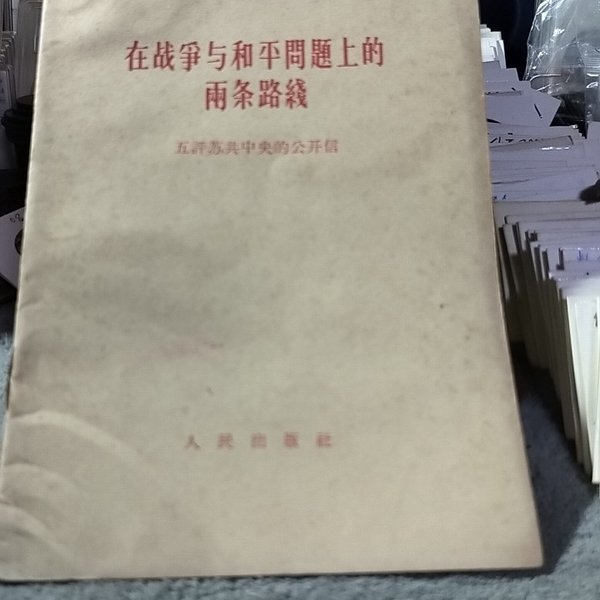 在战爭与和平問題上的
兩条路綫
五評苏共中央的公开信
人民出版社